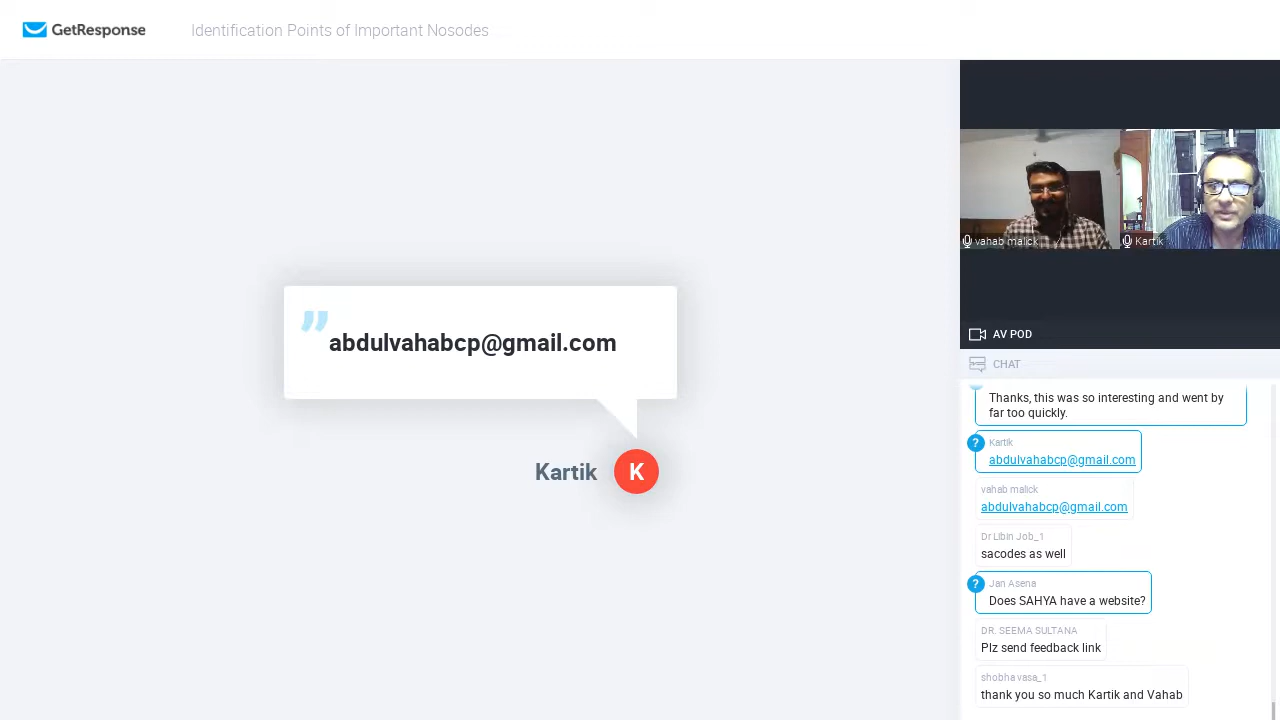 GetResponse
Identification Points of Important Nosodes
" abdulvahabcp@gmail.com
Kartik
K
vahab malick
Kartik
AV POD
CHAT
Thanks, this was so interesting and went by
far too quickly.
?
Kartik
abdulvahabcp@gmail.com
vahab malick
abdulvahabcp@gmail.com
Dr Libin Job_1
sacodes as well
?
Jan Asena
Does SAHYA have a website?
DR. SEEMA SULTANA
Plz send feedback link
shobha vasa_1
thank you so much Kartik and Vahab